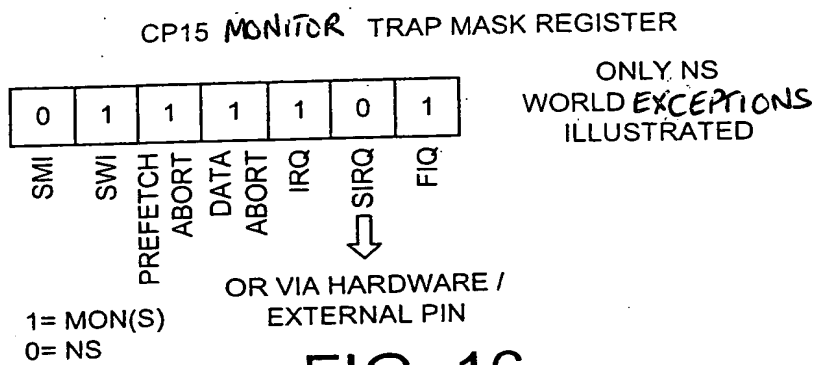 CP15 MONITOR TRAP MASK REGISTER
ONLY NS
WORLD EXCEPTIONS
ILLUSTRATED
0 1 1 1 1 0 1
SMI
SWI
PREFETCH
ABORT
DATA
ABORT
IRQ
SIRQ
FIQ
OR VIA HARDWARE /
EXTERNAL PIN
1= MON(S)
0= NS